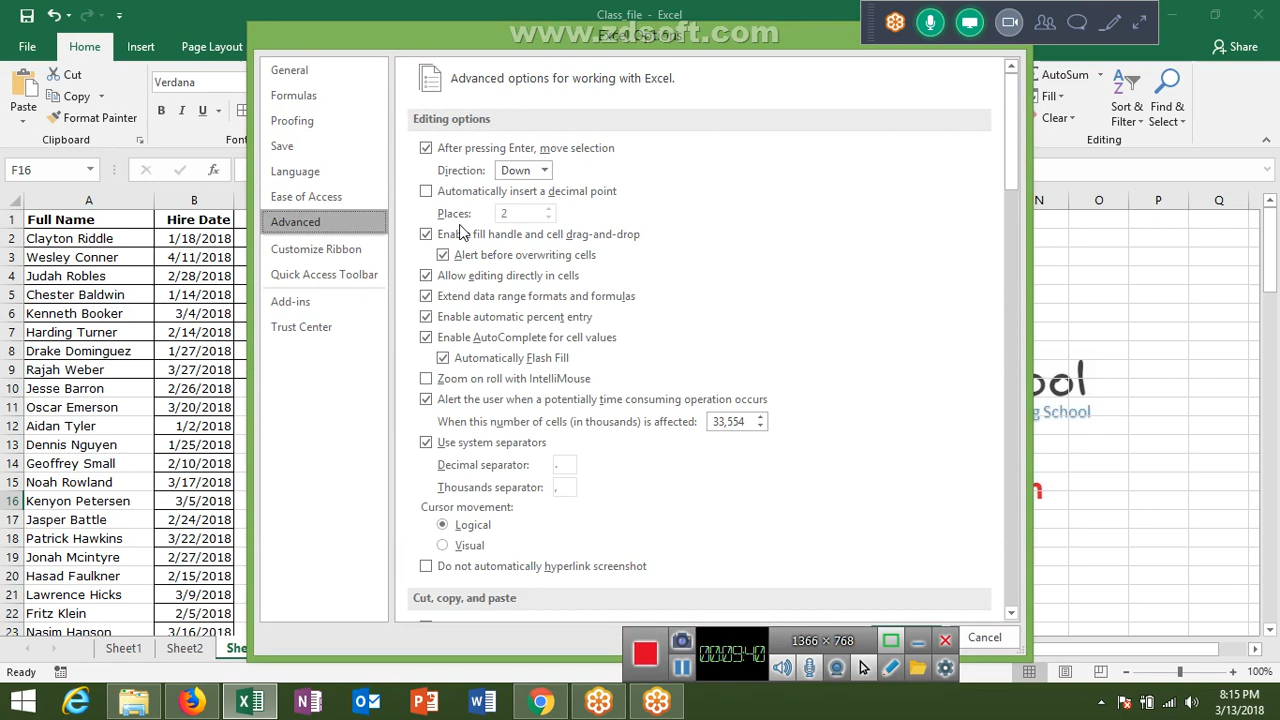 Class_file - Excel
www.rdsoft.com
Excel Options
File
Home
Insert
Page Layout
Share
Paste
Cut
Copy
Format Painter
Clipboard
Verdana
B I U
AutoSum
Fill
Clear
Sort & Filter
Find & Select
Editing
F16
A B N O P Q
1 Full Name Hire Date
2 Clayton Riddle 1/18/2018
3 Wesley Conner 4/11/2018
4 Judah Robles 2/28/2018
5 Chester Baldwin 1/14/2018
6 Kenneth Booker 3/4/2018
7 Harding Turner 2/14/2018
8 Drake Dominguez 1/27/2018
9 Rajah Weber 3/27/2018
10 Jesse Barron 2/26/2018
11 Oscar Emerson 3/20/2018
12 Aidan Tyler 1/2/2018
13 Dennis Nguyen 1/25/2018
14 Geoffrey Small 2/10/2018
15 Noah Rowland 3/17/2018
16 Kenyon Petersen 3/5/2018
17 Jasper Battle 2/24/2018
18 Patrick Hawkins 3/22/2018
19 Jonah Mcintyre 2/27/2018
20 Hasad Faulkner 2/15/2018
21 Lawrence Hicks 3/9/2018
22 Fritz Klein 2/5/2018
23 Nasim Hanson 3/16/2018
General
Formulas
Proofing
Save
Language
Ease of Access
Advanced
Customize Ribbon
Quick Access Toolbar
Add-ins
Trust Center
Advanced options for working with Excel.
Editing options
After pressing Enter, move selection
Direction: Down
Automatically insert a decimal point
Places: 2
Enable fill handle and cell drag-and-drop
Alert before overwriting cells
Allow editing directly in cells
Extend data range formats and formulas
Enable automatic percent entry
Enable AutoComplete for cell values
Automatically Flash Fill
Zoom on roll with IntelliMouse
Alert the user when a potentially time consuming operation occurs
When this number of cells (in thousands) is affected: 33,554
Use system separators
Decimal separator: .
Thousands separator: ,
Cursor movement:
Logical
Visual
Do not automatically hyperlink screenshot
Cut, copy, and paste
Cancel
ool
ng School
Sheet1
Sheet2
She
00:09:40
1366 × 768
Ready
100%
8:15 PM
3/13/2018